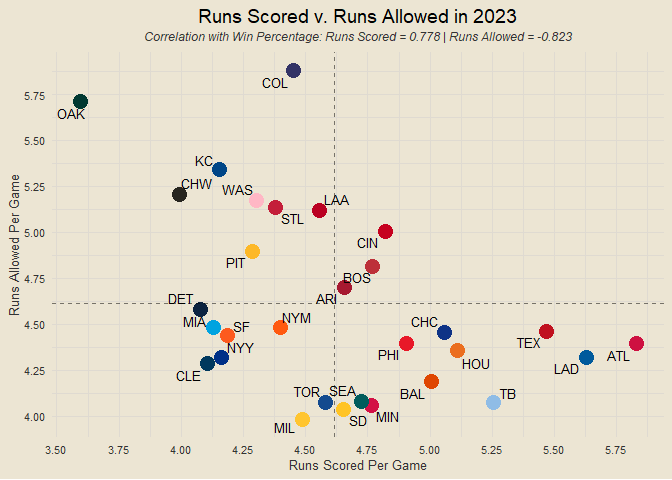 Runs Scored v. Runs Allowed in 2023
Correlation with Win Percentage: Runs Scored = 0.778 | Runs Allowed = -0.823
COL
5.75
OAK
5.50
KC
5.25
CHW
WAS
LAA
STL
5.00
CIN
PIT
4.75
BOS
DET
ARI
4.50
MIA
SF
NYM
CHC
TEX
ATL
NYY
PHI
HOU
LAD
4.25
CLE
TOR
SEA
BAL
TB
4.00
MIL
SD
MIN
3.50
3.75
4.00
4.25
4.50
4.75
5.00
5.25
5.50
5.75
Runs Scored Per Game
Runs Allowed Per Game